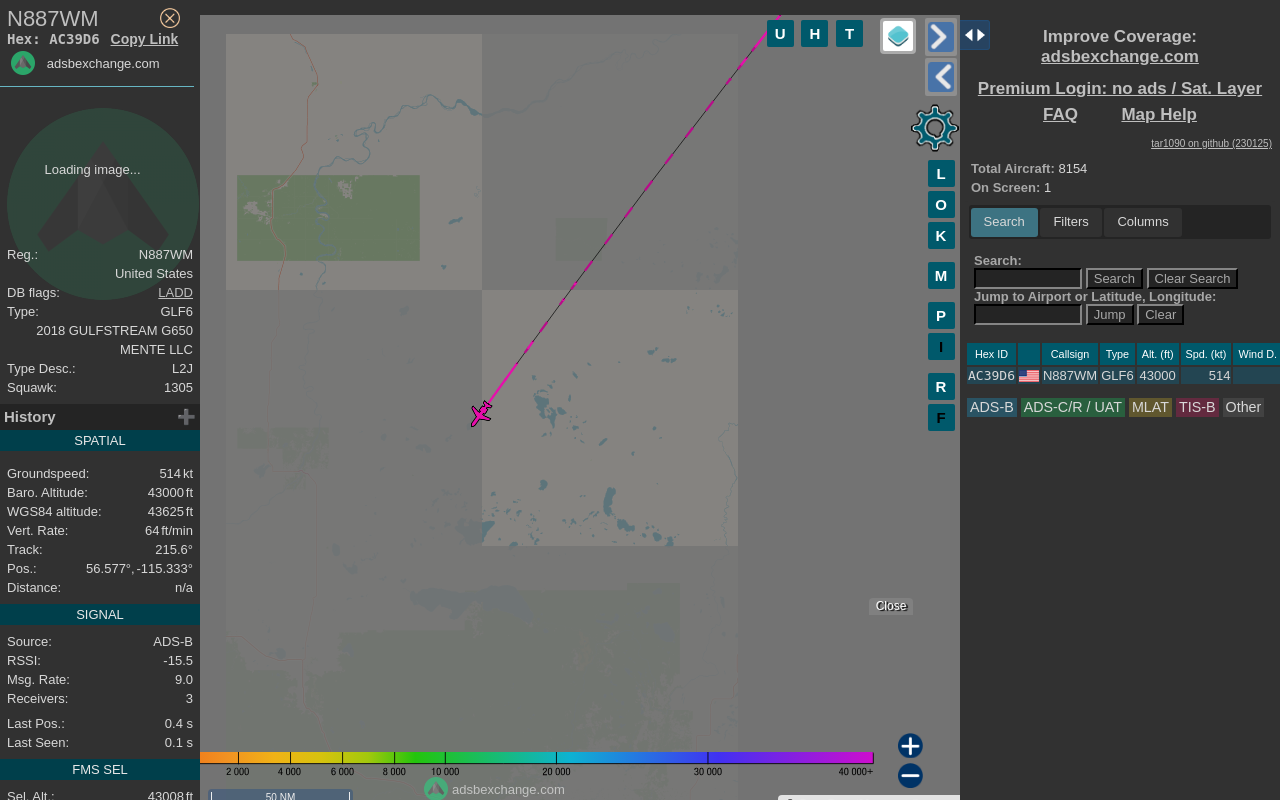 N887WM
Hex: AC39D6 Copy Link
adsbexchange.com
Loading image...
Reg.: N887WM
United States
DB flags: LADD
Type: GLF6
2018 GULFSTREAM G650
MENTE LLC
Type Desc.: L2J
Squawk: 1305
History
SPATIAL
Groundspeed: 514 kt
Baro. Altitude: 43000 ft
WGS84 altitude: 43625 ft
Vert. Rate: 64 ft/min
Track: 215.6°
Pos.: 56.577°, -115.333°
Distance: n/a
SIGNAL
Source: ADS-B
RSSI: -15.5
Msg. Rate: 9.0
Receivers: 3
Last Pos.: 0.4 s
Last Seen: 0.1 s
FMS SEL
Sel. Alt.: 43008 ft
U H T
L
O
K
M
P
I
R
F
Close
2 000 4 000 6 000 8 000 10 000 20 000 30 000 40 000+
adsbexchange.com
50 NM
Improve Coverage:
adsbexchange.com
Premium Login: no ads / Sat. Layer
FAQ Map Help
tar1090 on github (230125)
Total Aircraft: 8154
On Screen: 1
Search Filters Columns
Search:
Search Clear Search
Jump to Airport or Latitude, Longitude:
Jump Clear
Hex ID Callsign Type Alt. (ft) Spd. (kt) Wind D.
AC39D6 N887WM GLF6 43000 514
ADS-B ADS-C/R / UAT MLAT TIS-B Other